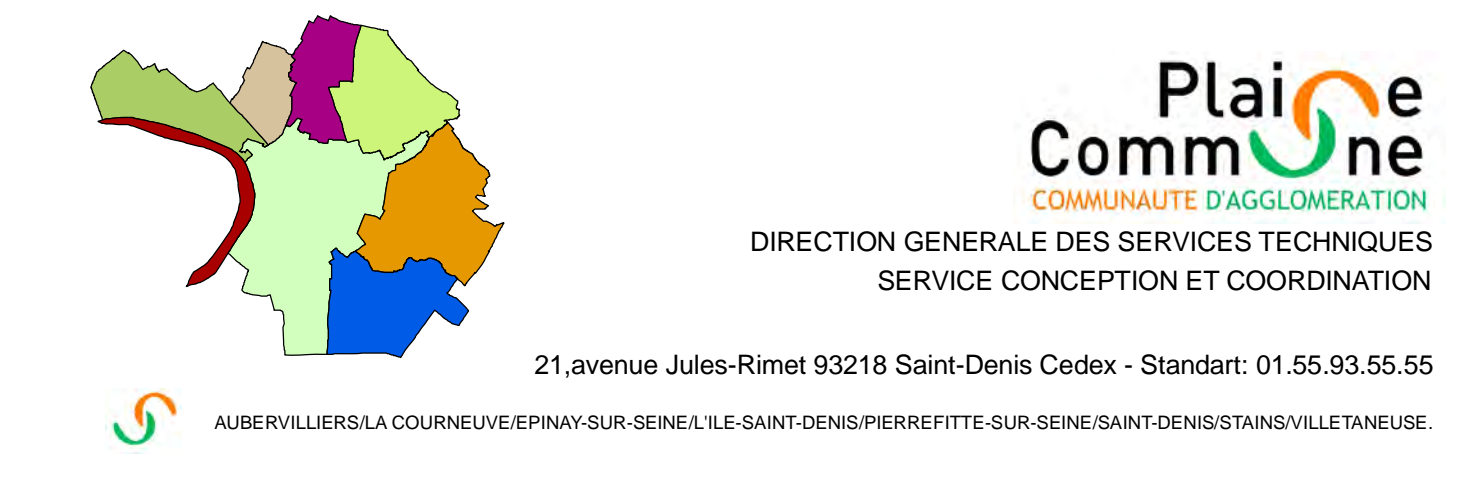 Plaine
Commune
COMMUNAUTE D'AGGLOMERATION
DIRECTION GENERALE DES SERVICES TECHNIQUES
SERVICE CONCEPTION ET COORDINATION
21,avenue Jules-Rimet 93218 Saint-Denis Cedex - Standart: 01.55.93.55.55
AUBERVILLIERS/LA COURNEUVE/EPINAY-SUR-SEINE/L'ILE-SAINT-DENIS/PIERREFITTE-SUR-SEINE/SAINT-DENIS/STAINS/VILLETANEUSE.